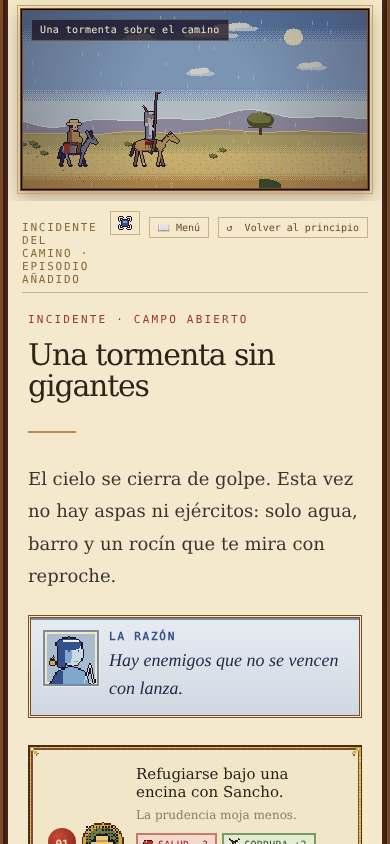 Una tormenta sobre el camino
INCIDENTE
DEL
CAMINO ·
EPISODIO
AÑADIDO
Menú
↺ Volver al principio
INCIDENTE · CAMPO ABIERTO
Una tormenta sin
gigantes
El cielo se cierra de golpe. Esta vez
no hay aspas ni ejércitos: solo agua,
barro y un rocín que te mira con
reproche.
LA RAZÓN
Hay enemigos que no se vencen
con lanza.
Refugiarse bajo una
encina con Sancho.
La prudencia moja menos.
01